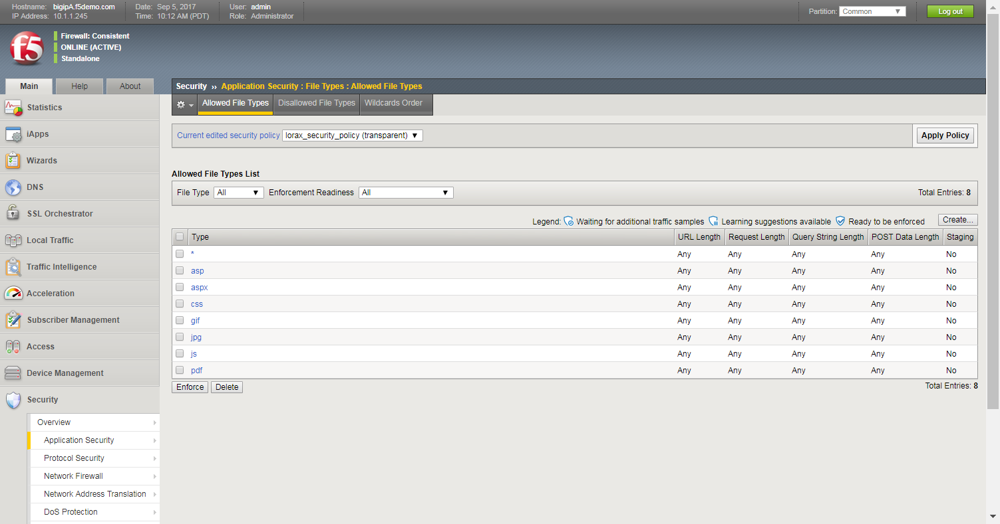 Hostname: bigipA.f5demo.com Date: Sep 5, 2017 User: admin
IP Address: 10.1.1.245 Time: 10:12 AM (PDT) Role: Administrator
Partition: Common Log out
f5
Firewall: Consistent
ONLINE (ACTIVE)
Standalone
Main Help About
Statistics
iApps
Wizards
DNS
SSL Orchestrator
Local Traffic
Traffic Intelligence
Acceleration
Subscriber Management
Access
Device Management
Security
Overview
Application Security
Protocol Security
Network Firewall
Network Address Translation
DoS Protection
Security ›› Application Security : File Types : Allowed File Types
Allowed File Types Disallowed File Types Wildcards Order
Current edited security policy lorax_security_policy (transparent) Apply Policy
Allowed File Types List
File Type All Enforcement Readiness All Total Entries: 8
Legend: Waiting for additional traffic samples Learning suggestions available Ready to be enforced Create...
Type URL Length Request Length Query String Length POST Data Length Staging
* Any Any Any Any No
asp Any Any Any Any No
aspx Any Any Any Any No
css Any Any Any Any No
gif Any Any Any Any No
jpg Any Any Any Any No
js Any Any Any Any No
pdf Any Any Any Any No
Enforce Delete Total Entries: 8